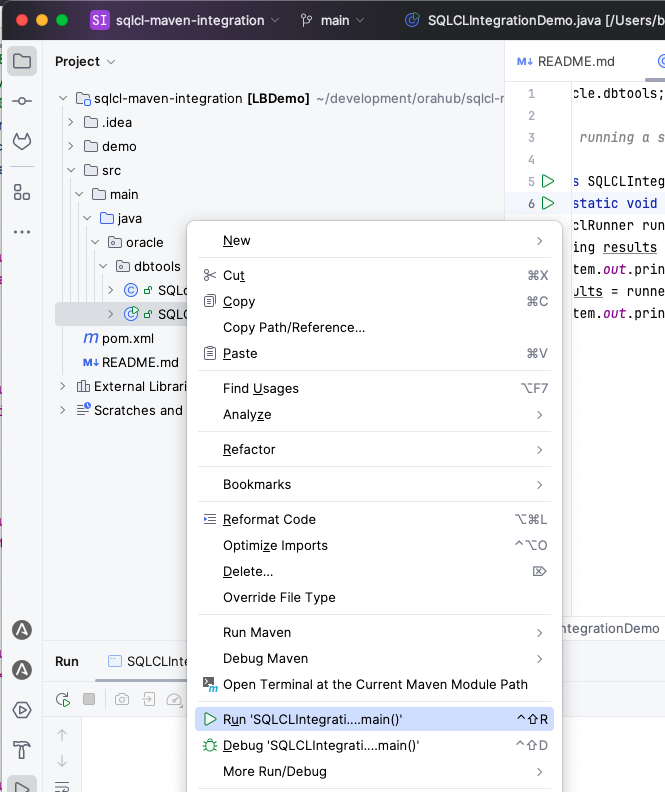 SI sqlcl-maven-integration main SQLCLIntegrationDemo.java [/Users/b
Project
README.md
sqlcl-maven-integration [LBDemo] ~/development/orahub/sqlcl-r
.idea
demo
src
main
java
oracle
dbtools
SQLc
SQLC
pom.xml
README.md
External Librari
Scratches and
1 cle.dbtools;
2
3 running a s
4
5 s SQLCLInteg
6 static void
clRunner run
ing results
tem.out.prin
ults = runne
tem.out.prin
New
Cut ⌘X
Copy ⌘C
Copy Path/Reference...
Paste ⌘V
Find Usages ⌥F7
Analyze
Refactor
Bookmarks
Reformat Code ⌥⌘L
Optimize Imports ^⌥O
Delete... ⌦
Override File Type
Run Maven
Debug Maven
Open Terminal at the Current Maven Module Path
Run 'SQLCLIntegrati....main()' ^⇧R
Debug 'SQLCLIntegrati....main()' ^⇧D
More Run/Debug
ntegrationDemo
Run SQLCLInte